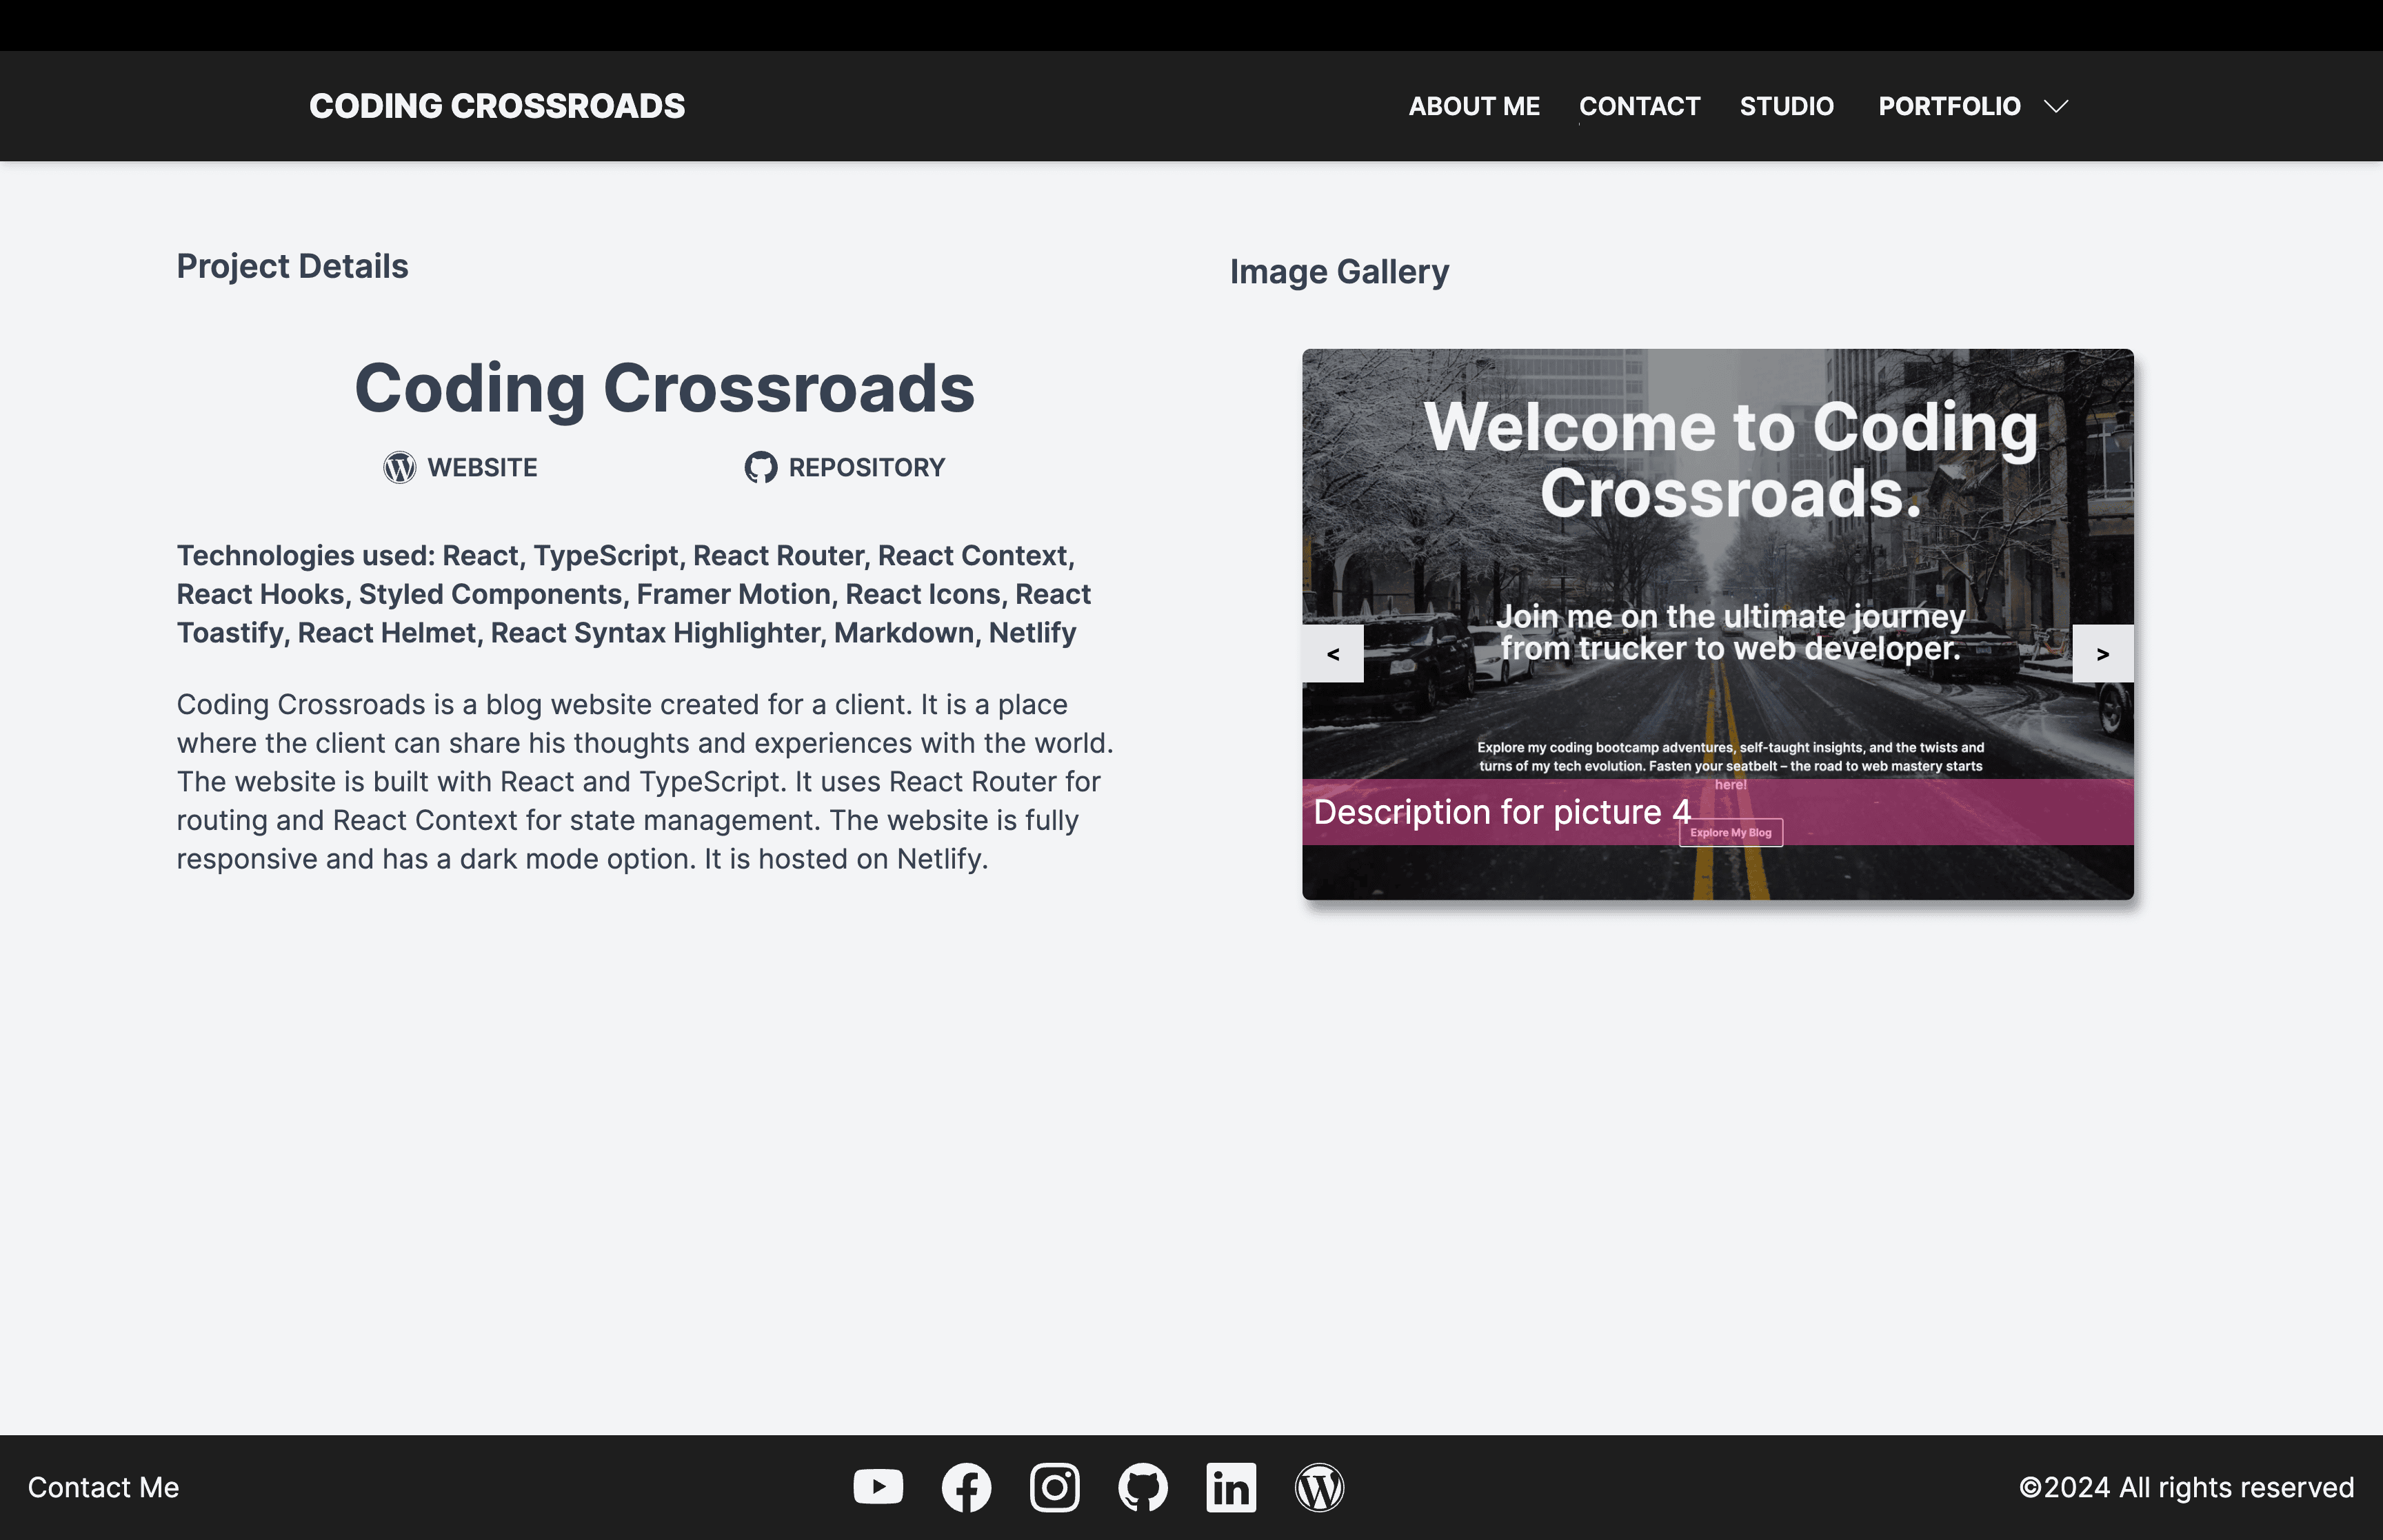 CODING CROSSROADS
ABOUT ME CONTACT STUDIO PORTFOLIO
Project Details
Coding Crossroads
WEBSITE REPOSITORY
Technologies used: React, TypeScript, React Router, React Context,
React Hooks, Styled Components, Framer Motion, React Icons, React
Toastify, React Helmet, React Syntax Highlighter, Markdown, Netlify
Coding Crossroads is a blog website created for a client. It is a place
where the client can share his thoughts and experiences with the world.
The website is built with React and TypeScript. It uses React Router for
routing and React Context for state management. The website is fully
responsive and has a dark mode option. It is hosted on Netlify.
Image Gallery
Welcome to Coding
Crossroads.
Join me on the ultimate journey
from trucker to web developer.
< >
Explore my coding bootcamp adventures, self-taught insights, and the twists and
turns of my tech evolution. Fasten your seatbelt – the road to web mastery starts
here!
Description for picture 4
Explore My Blog
Contact Me
©2024 All rights reserved